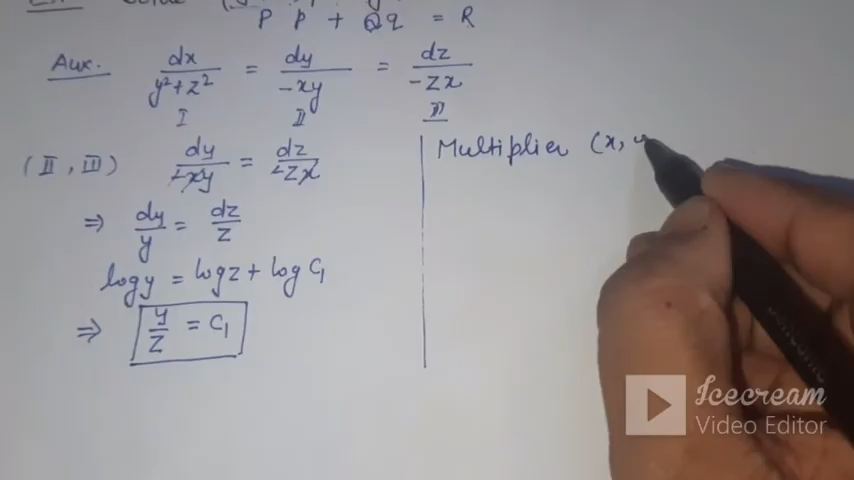 P p + Qq = R
Aux. dx/(y²+z²) = dy/(-xy) = dz/(-zx)
I II III
(II, III) dy/(-xy) = dz/(-zx)
⇒ dy/y = dz/z
log y = log z + log C₁
⇒ y/z = C₁
Multiplier (x,
Icecream
Video Editor